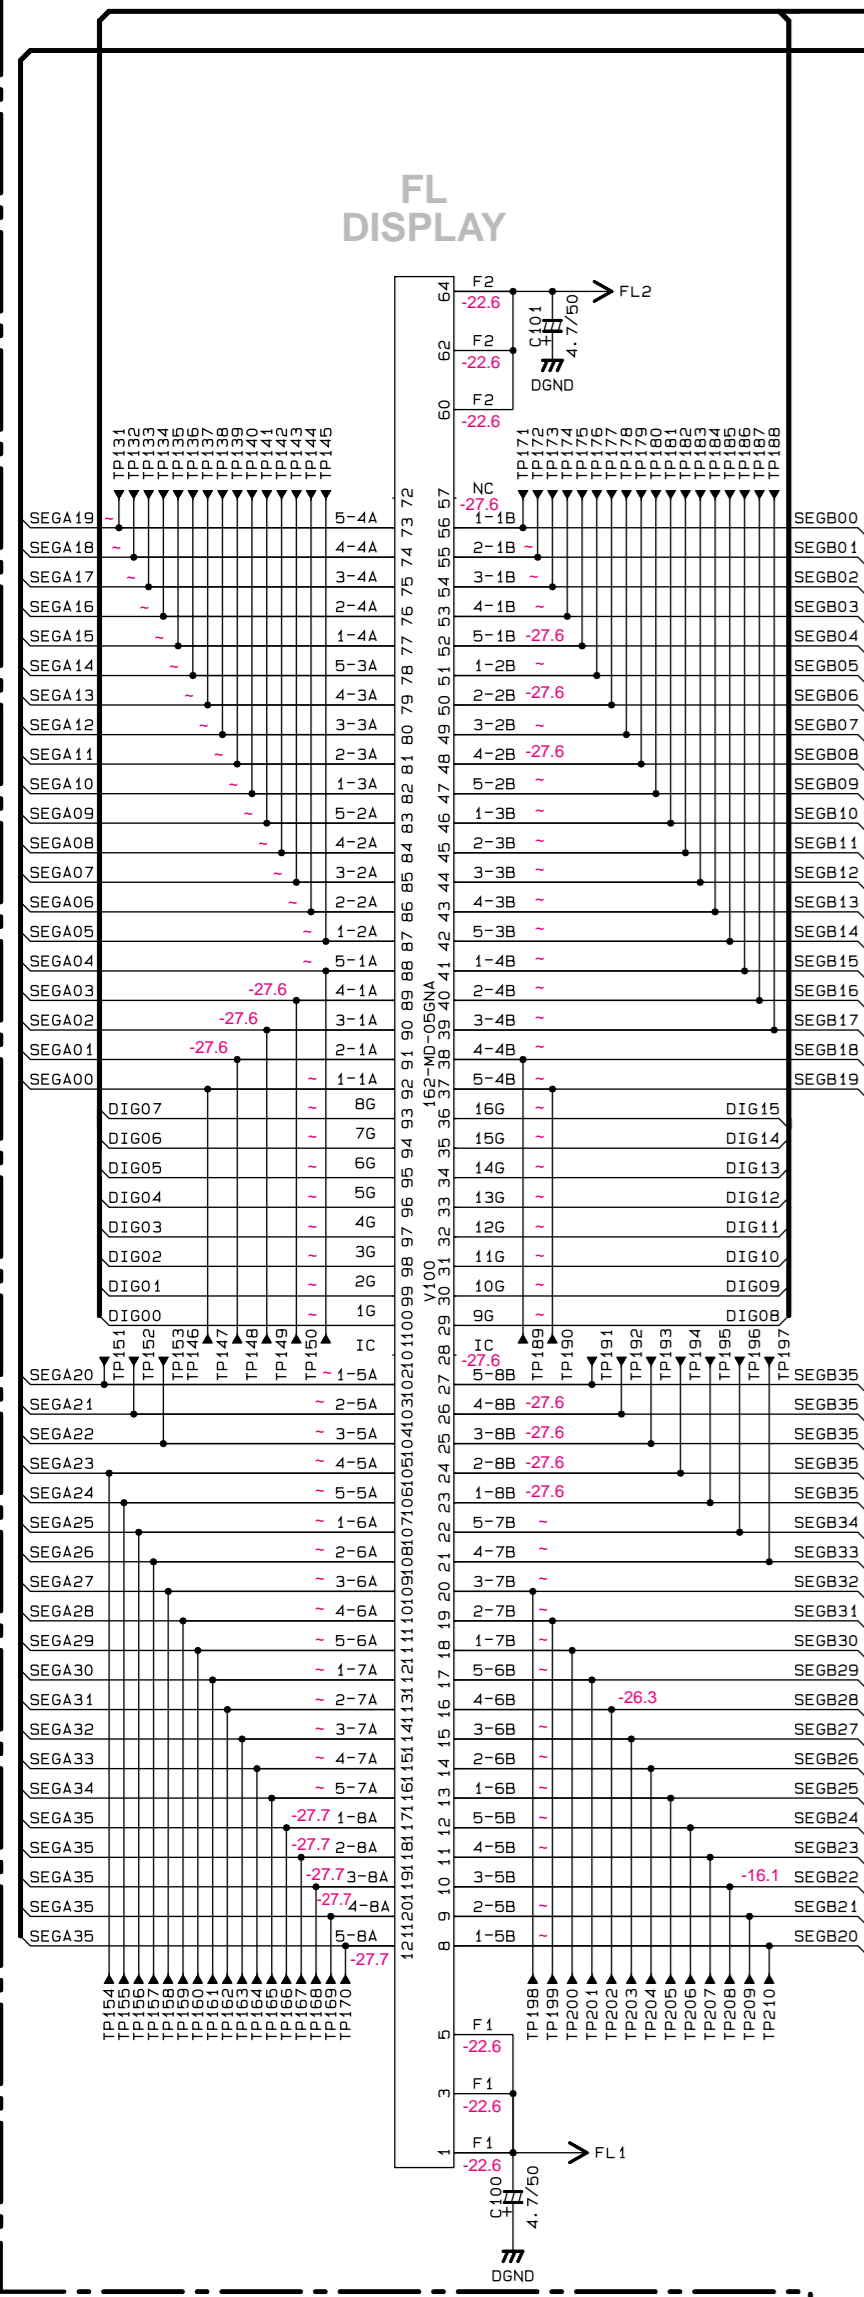 FL
DISPLAY
64 F2 -22.6 FL2
C101 4.7/50
62 F2 -22.6
DGND
60 F2 -22.6
TP131 TP132 TP133 TP134 TP135 TP136 TP137 TP138 TP139 TP140 TP141 TP142 TP143 TP144 TP145
TP171 TP172 TP173 TP174 TP175 TP176 TP177 TP178 TP179 TP180 TP181 TP182 TP183 TP184 TP185 TP186 TP187 TP188
72 57 NC -27.6
SEGA19 ~ 5-4A 73 56 1-1B SEGB00
SEGA18 ~ 4-4A 74 55 2-1B ~ SEGB01
SEGA17 ~ 3-4A 75 54 3-1B ~ SEGB02
SEGA16 ~ 2-4A 76 53 4-1B ~ SEGB03
SEGA15 ~ 1-4A 77 52 5-1B -27.6 SEGB04
SEGA14 ~ 5-3A 78 51 1-2B ~ SEGB05
SEGA13 ~ 4-3A 79 50 2-2B -27.6 SEGB06
SEGA12 ~ 3-3A 80 49 3-2B ~ SEGB07
SEGA11 ~ 2-3A 81 48 4-2B -27.6 SEGB08
SEGA10 ~ 1-3A 82 47 5-2B ~ SEGB09
SEGA09 ~ 5-2A 83 46 1-3B ~ SEGB10
SEGA08 ~ 4-2A 84 45 2-3B ~ SEGB11
SEGA07 ~ 3-2A 85 44 3-3B ~ SEGB12
SEGA06 ~ 2-2A 86 43 4-3B ~ SEGB13
SEGA05 ~ 1-2A 87 42 5-3B ~ SEGB14
SEGA04 ~ 5-1A 88 41 1-4B ~ SEGB15
SEGA03 -27.6 4-1A 89 40 2-4B ~ SEGB16
SEGA02 -27.6 3-1A 90 39 3-4B ~ SEGB17
SEGA01 -27.6 2-1A 91 38 4-4B ~ SEGB18
SEGA00 ~ 1-1A 92 37 5-4B ~ SEGB19
162-MD-05GNA
V100
DIG07 ~ 8G 93 36 16G ~ DIG15
DIG06 ~ 7G 94 35 15G ~ DIG14
DIG05 ~ 6G 95 34 14G ~ DIG13
DIG04 ~ 5G 96 33 13G ~ DIG12
DIG03 ~ 4G 97 32 12G ~ DIG11
DIG02 ~ 3G 98 31 11G ~ DIG10
DIG01 ~ 2G 99 30 10G ~ DIG09
DIG00 ~ 1G 100 29 9G ~ DIG08
TP151 TP152 TP153 TP146 TP147 TP148 TP149 TP150 IC 101 28 IC -27.6 TP189 TP190 TP191 TP192 TP193 TP194 TP195 TP196 TP197
SEGA20 ~ 1-5A 102 27 5-8B SEGB35
SEGA21 ~ 2-5A 103 26 4-8B -27.6 SEGB35
SEGA22 ~ 3-5A 104 25 3-8B -27.6 SEGB35
SEGA23 ~ 4-5A 105 24 2-8B -27.6 SEGB35
SEGA24 ~ 5-5A 106 23 1-8B -27.6 SEGB35
SEGA25 ~ 1-6A 107 22 5-7B ~ SEGB34
SEGA26 ~ 2-6A 108 21 4-7B ~ SEGB33
SEGA27 ~ 3-6A 109 20 3-7B ~ SEGB32
SEGA28 ~ 4-6A 110 19 2-7B ~ SEGB31
SEGA29 ~ 5-6A 111 18 1-7B ~ SEGB30
SEGA30 ~ 1-7A 112 17 5-6B ~ SEGB29
SEGA31 ~ 2-7A 113 16 4-6B -26.3 SEGB28
SEGA32 ~ 3-7A 114 15 3-6B ~ SEGB27
SEGA33 ~ 4-7A 115 14 2-6B ~ SEGB26
SEGA34 ~ 5-7A 116 13 1-6B ~ SEGB25
SEGA35 -27.7 1-8A 117 12 5-5B ~ SEGB24
SEGA35 -27.7 2-8A 118 11 4-5B ~ SEGB23
SEGA35 -27.7 3-8A 119 10 3-5B -16.1 SEGB22
SEGA35 -27.7 4-8A 120 9 2-5B ~ SEGB21
SEGA35 5-8A -27.7 121 8 1-5B ~ SEGB20
TP154 TP155 TP156 TP157 TP158 TP159 TP160 TP161 TP162 TP163 TP164 TP165 TP166 TP167 TP168 TP169 TP170
TP198 TP199 TP200 TP201 TP202 TP203 TP204 TP205 TP206 TP207 TP208 TP209 TP210
5 F1 -22.6
3 F1 -22.6
1 F1 -22.6 FL1
C100 4.7/50
DGND